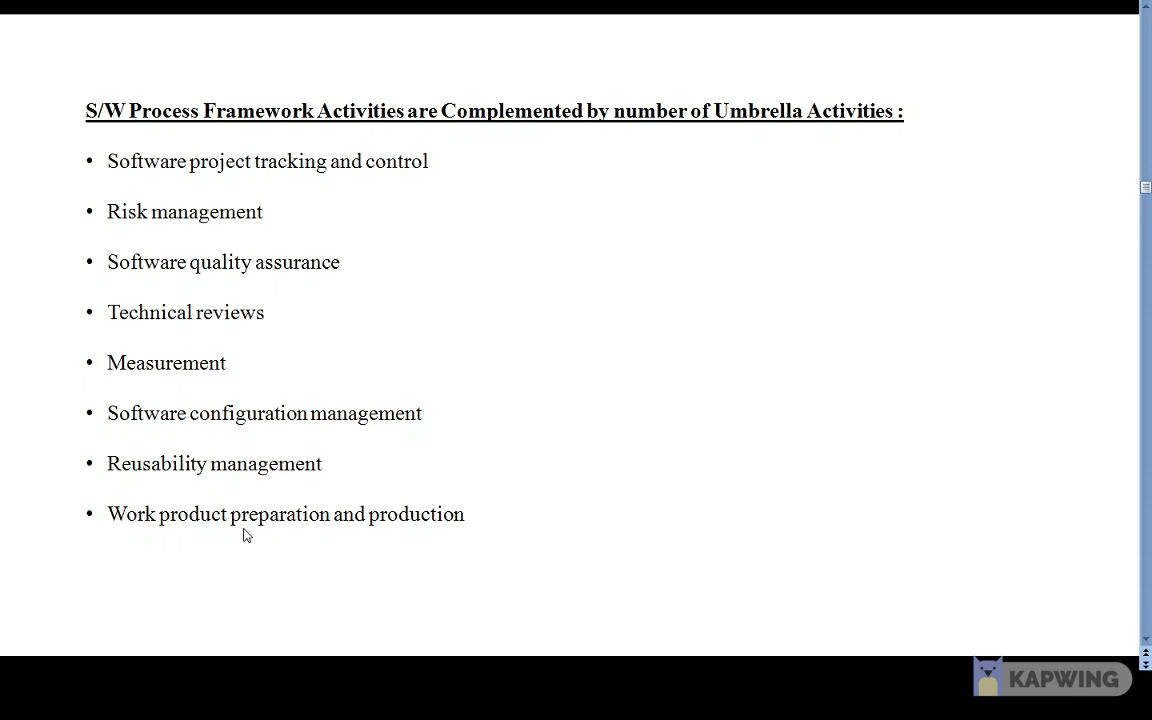 S/W Process Framework Activities are Complemented by number of Umbrella Activities :
• Software project tracking and control
• Risk management
• Software quality assurance
• Technical reviews
• Measurement
• Software configuration management
• Reusability management
• Work product preparation and production
KAPWING